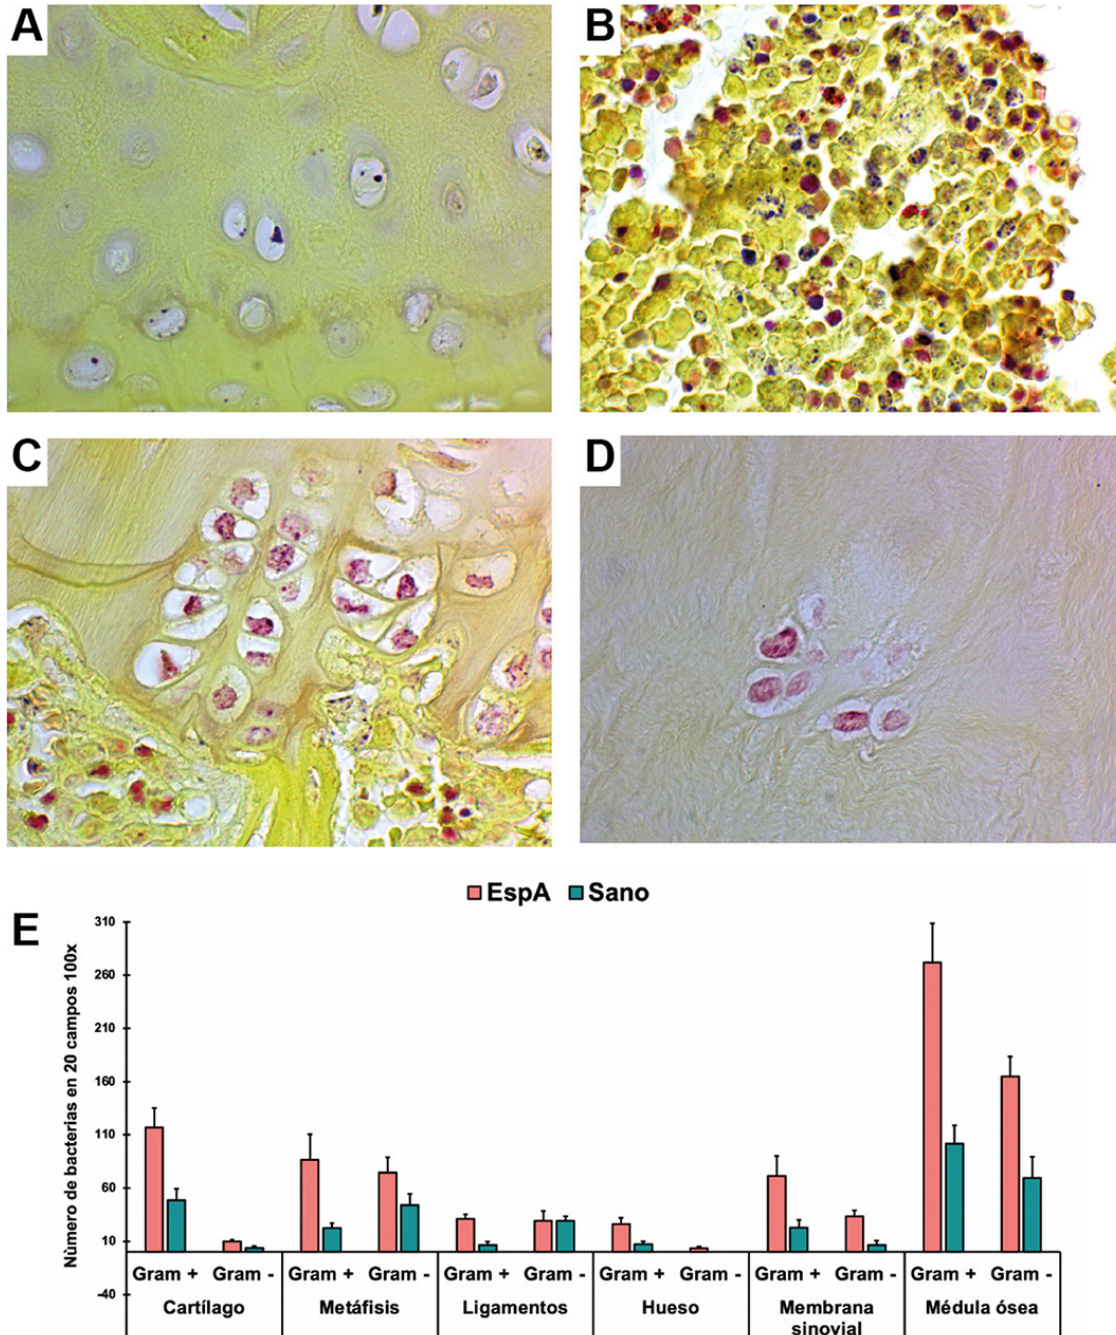 A
B
C
D
E
EspA Sano
Nùmero de bacterias en 20 campos 100x
310
260
210
160
110
60
10
-40
Gram + Gram - Gram + Gram - Gram + Gram - Gram + Gram - Gram + Gram - Gram + Gram -
Cartílago Metáfisis Ligamentos Hueso Membrana Médula ósea
sinovial